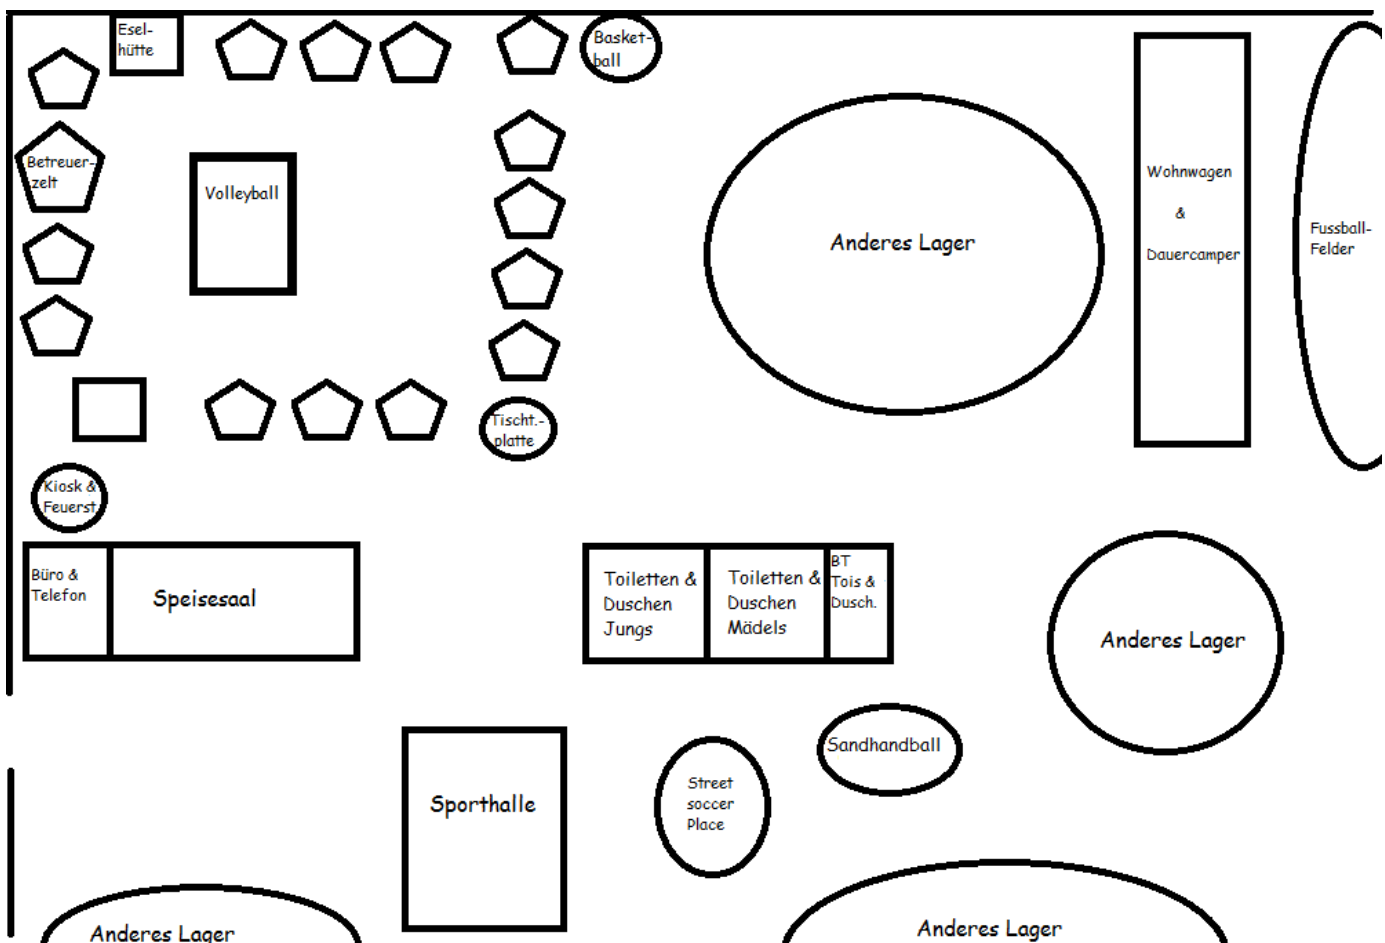 Esel-
hütte
Basket-
ball
Betreuer-
zelt
Volleyball
Anderes Lager
Wohnwagen
&
Dauercamper
Fussball-
Felder
Tischt.-
platte
Kiosk &
Feuerst.
Büro &
Telefon
Speisesaal
Toiletten &
Duschen
Jungs
Toiletten &
Duschen
Mädels
BT
Tois &
Dusch.
Anderes Lager
Sandhandball
Street
soccer
Place
Sporthalle
Anderes Lager
Anderes Lager